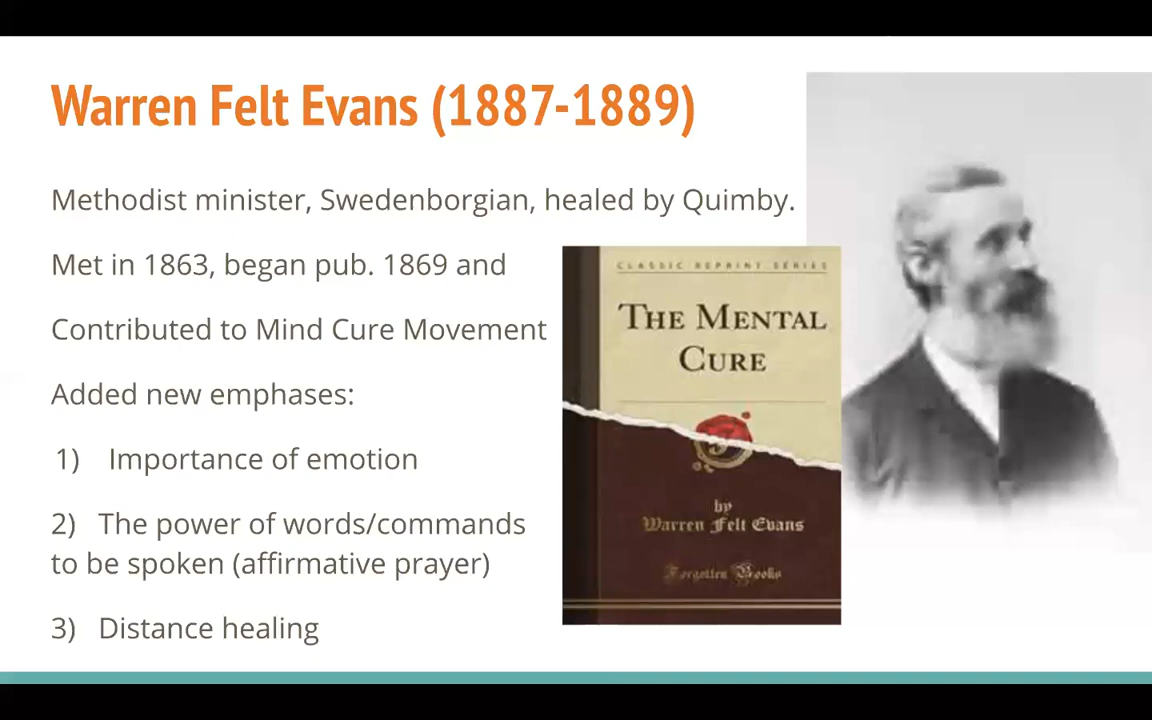 Warren Felt Evans (1887-1889)
Methodist minister, Swedenborgian, healed by Quimby.
Met in 1863, began pub. 1869 and
Contributed to Mind Cure Movement
Added new emphases:
1) Importance of emotion
2) The power of words/commands
to be spoken (affirmative prayer)
3) Distance healing
CLASSIC REPRINT SERIES
THE MENTAL
CURE
by
Warren Felt Evans
Forgotten Books